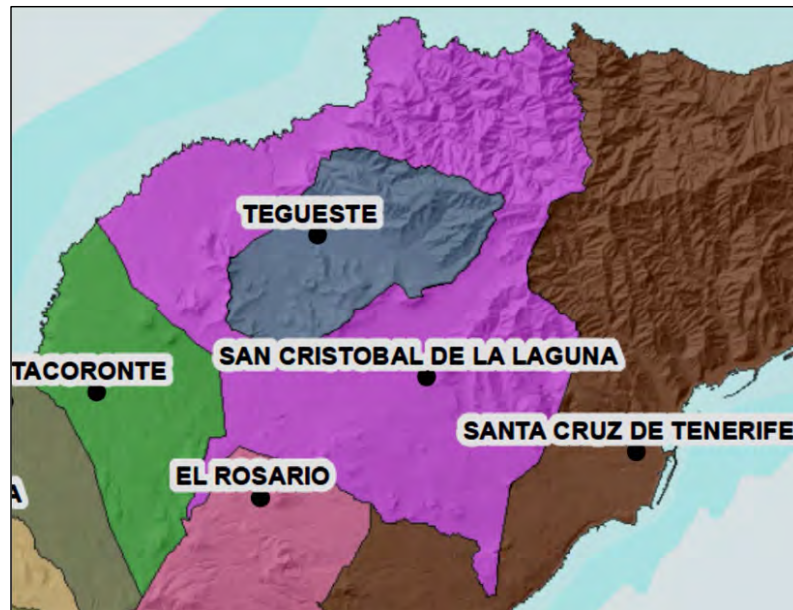 TEGUESTE
SAN CRISTOBAL DE LA LAGUNA
TACORONTE
SANTA CRUZ DE TENERIFE
EL ROSARIO
A